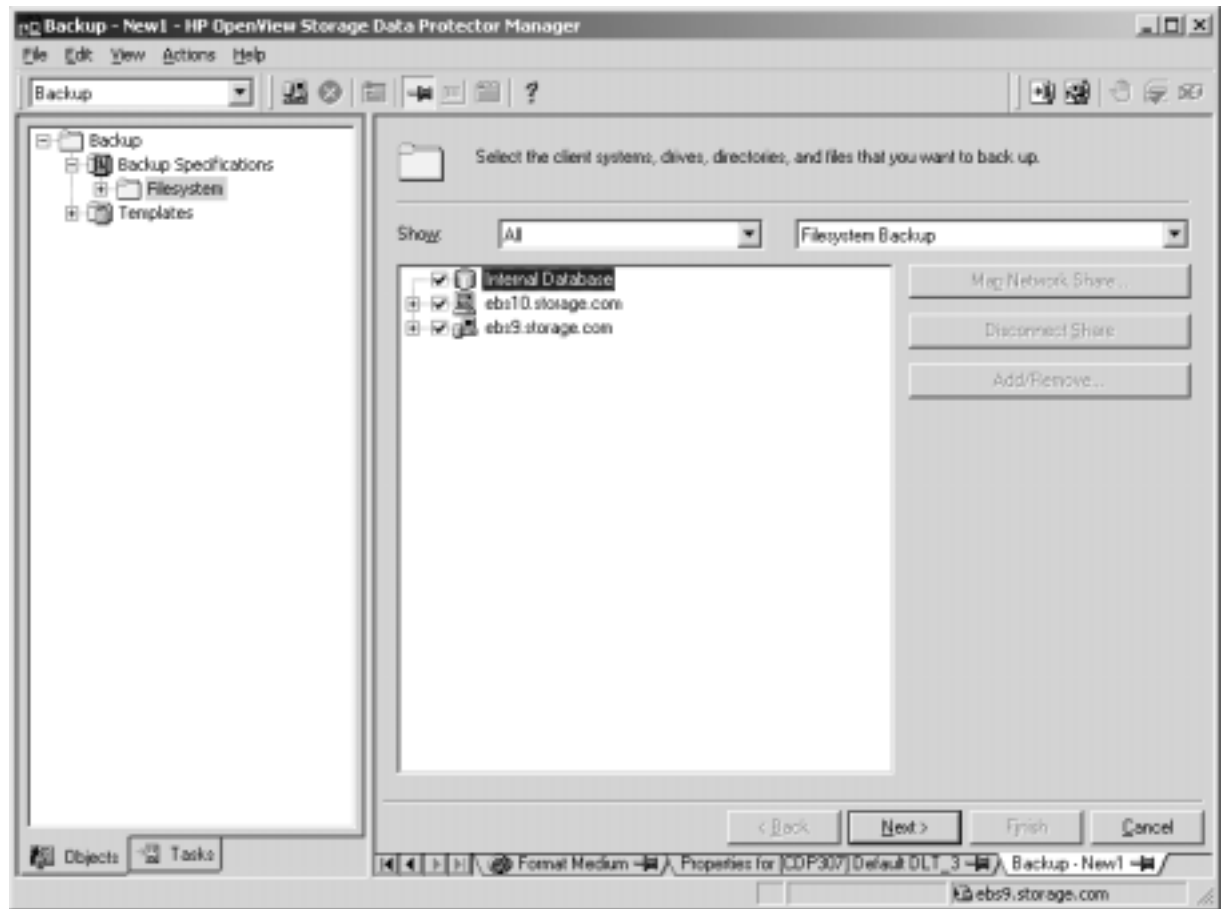 Backup - New1 - HP OpenView Storage Data Protector Manager
File Edit View Actions Help
Backup
Backup
Backup Specifications
Filesystem
Templates
Select the client systems, drives, directories, and files that you want to back up.
Show: All Filesystem Backup
Internal Database
ebs10.storage.com
ebs9.storage.com
Map Network Share...
Disconnect Share
Add/Remove...
< Back Next > Finish Cancel
Objects Tasks
Format Medium Properties for [CDP307] Default DLT_3 Backup - New1
ebs9.storage.com